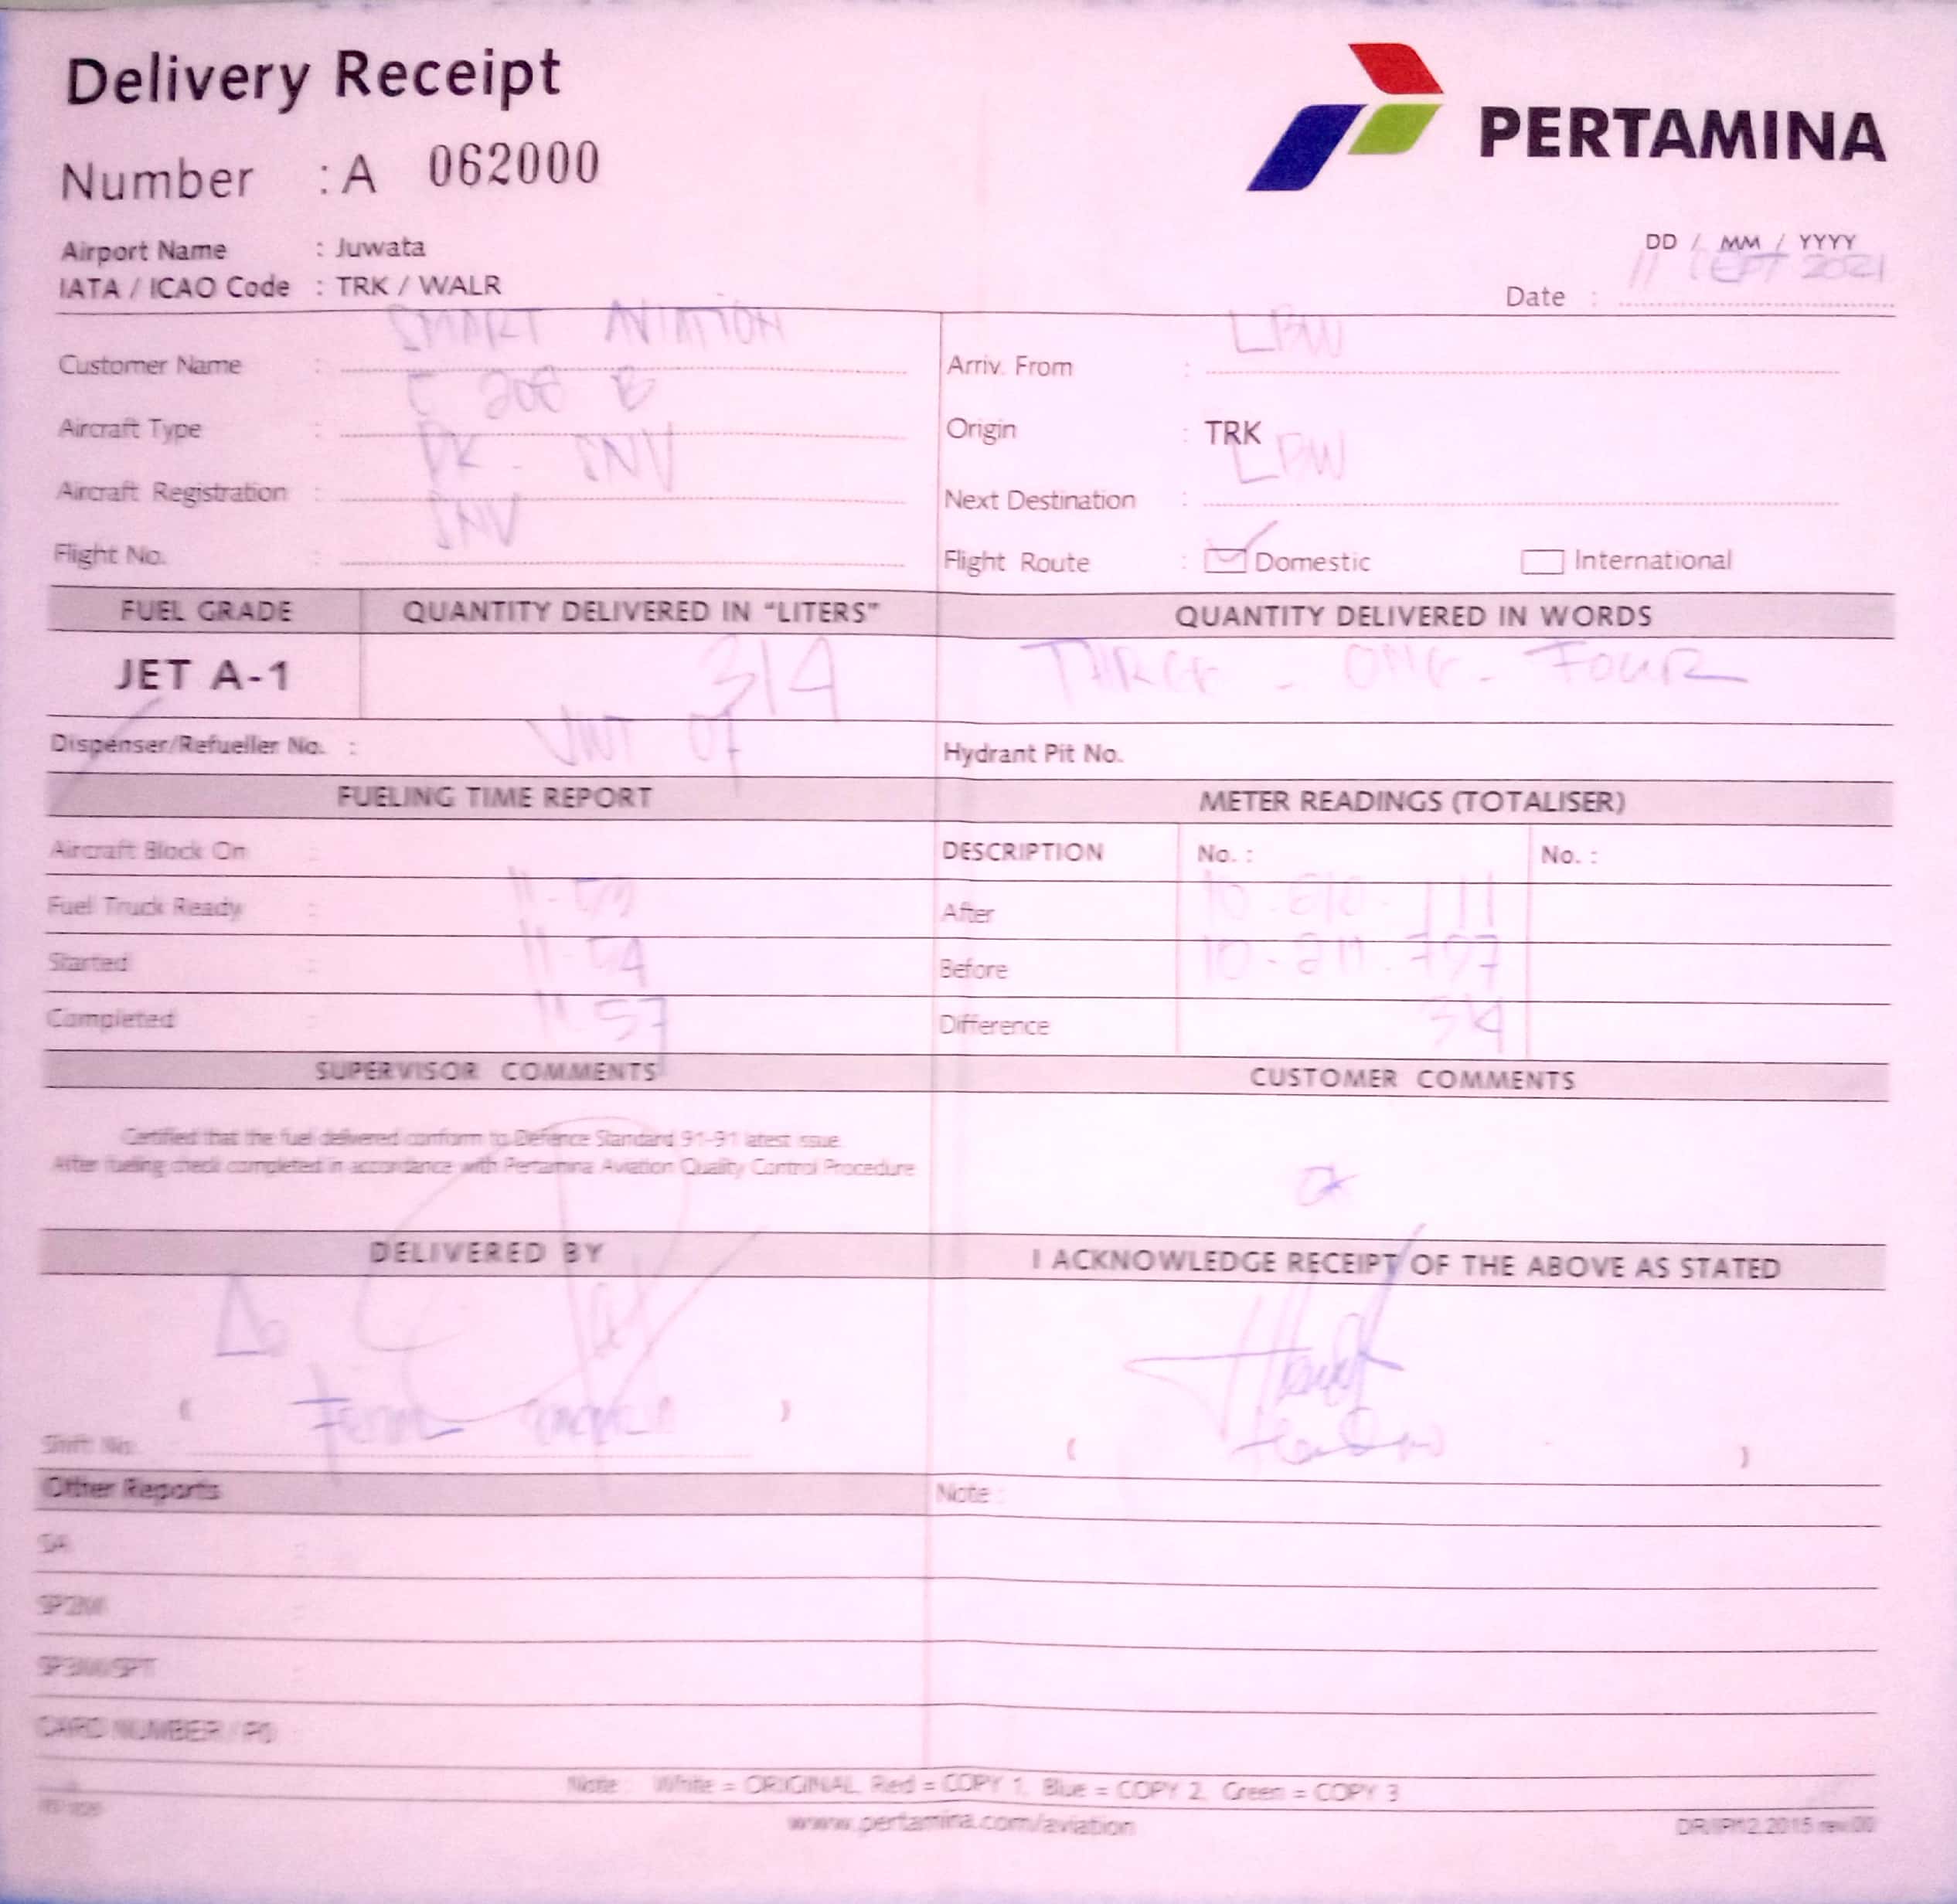 Delivery Receipt
PERTAMINA
Number : A 062000
Airport Name : Juwata
IATA / ICAO Code : TRK / WALR
DD / MM / YYYY
Date : 11 SEPT 2021
Customer Name : SMART AVIATION
Arriv. From : LBW
Aircraft Type : C 208 B
Origin : TRK
Aircraft Registration : PK - SNV
Next Destination : LBW
Flight No. : SNV
Flight Route : Domestic International
FUEL GRADE QUANTITY DELIVERED IN "LITERS" QUANTITY DELIVERED IN WORDS
JET A-1 314 THREE - ONE - FOUR
Dispenser/Refueller No. : 07
Hydrant Pit No.
FUELING TIME REPORT METER READINGS (TOTALISER)
Aircraft Block On :
DESCRIPTION No. : No. :
Fuel Truck Ready : 11-53
After
Started : 11-54
Before
Completed : 11 57
Difference 314
SUPERVISOR COMMENTS CUSTOMER COMMENTS
Certified that the fuel delivered conform to Defence Standard 91-91 latest issue
After fueling check completed in accordance with Pertamina Aviation Quality Control Procedure
DELIVERED BY I ACKNOWLEDGE RECEIPT OF THE ABOVE AS STATED
( )
Shift No.
( )
Other Reports Note :
SA :
CARD NUMBER / PO
Note : White = ORIGINAL, Red = COPY 1, Blue = COPY 2, Green = COPY 3
www.pertamina.com/aviation